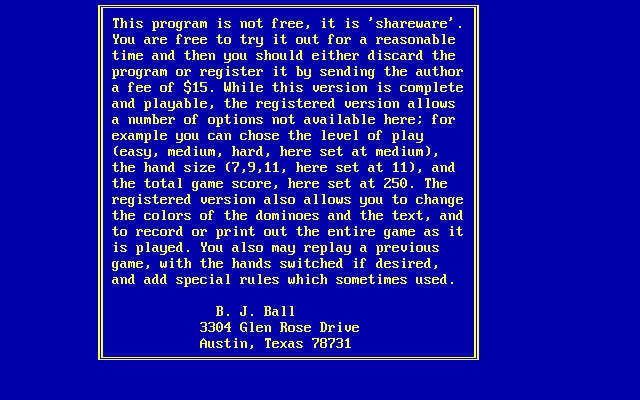 This program is not free, it is 'shareware'.
You are free to try it out for a reasonable
time and then you should either discard the
program or register it by sending the author
a fee of $15. While this version is complete
and playable, the registered version allows
a number of options not available here; for
example you can chose the level of play
(easy, medium, hard, here set at medium),
the hand size (7,9,11, here set at 11), and
the total game score, here set at 250. The
registered version also allows you to change
the colors of the dominoes and the text, and
to record or print out the entire game as it
is played. You also may replay a previous
game, with the hands switched if desired,
and add special rules which sometimes used.
B. J. Ball
3304 Glen Rose Drive
Austin, Texas 78731